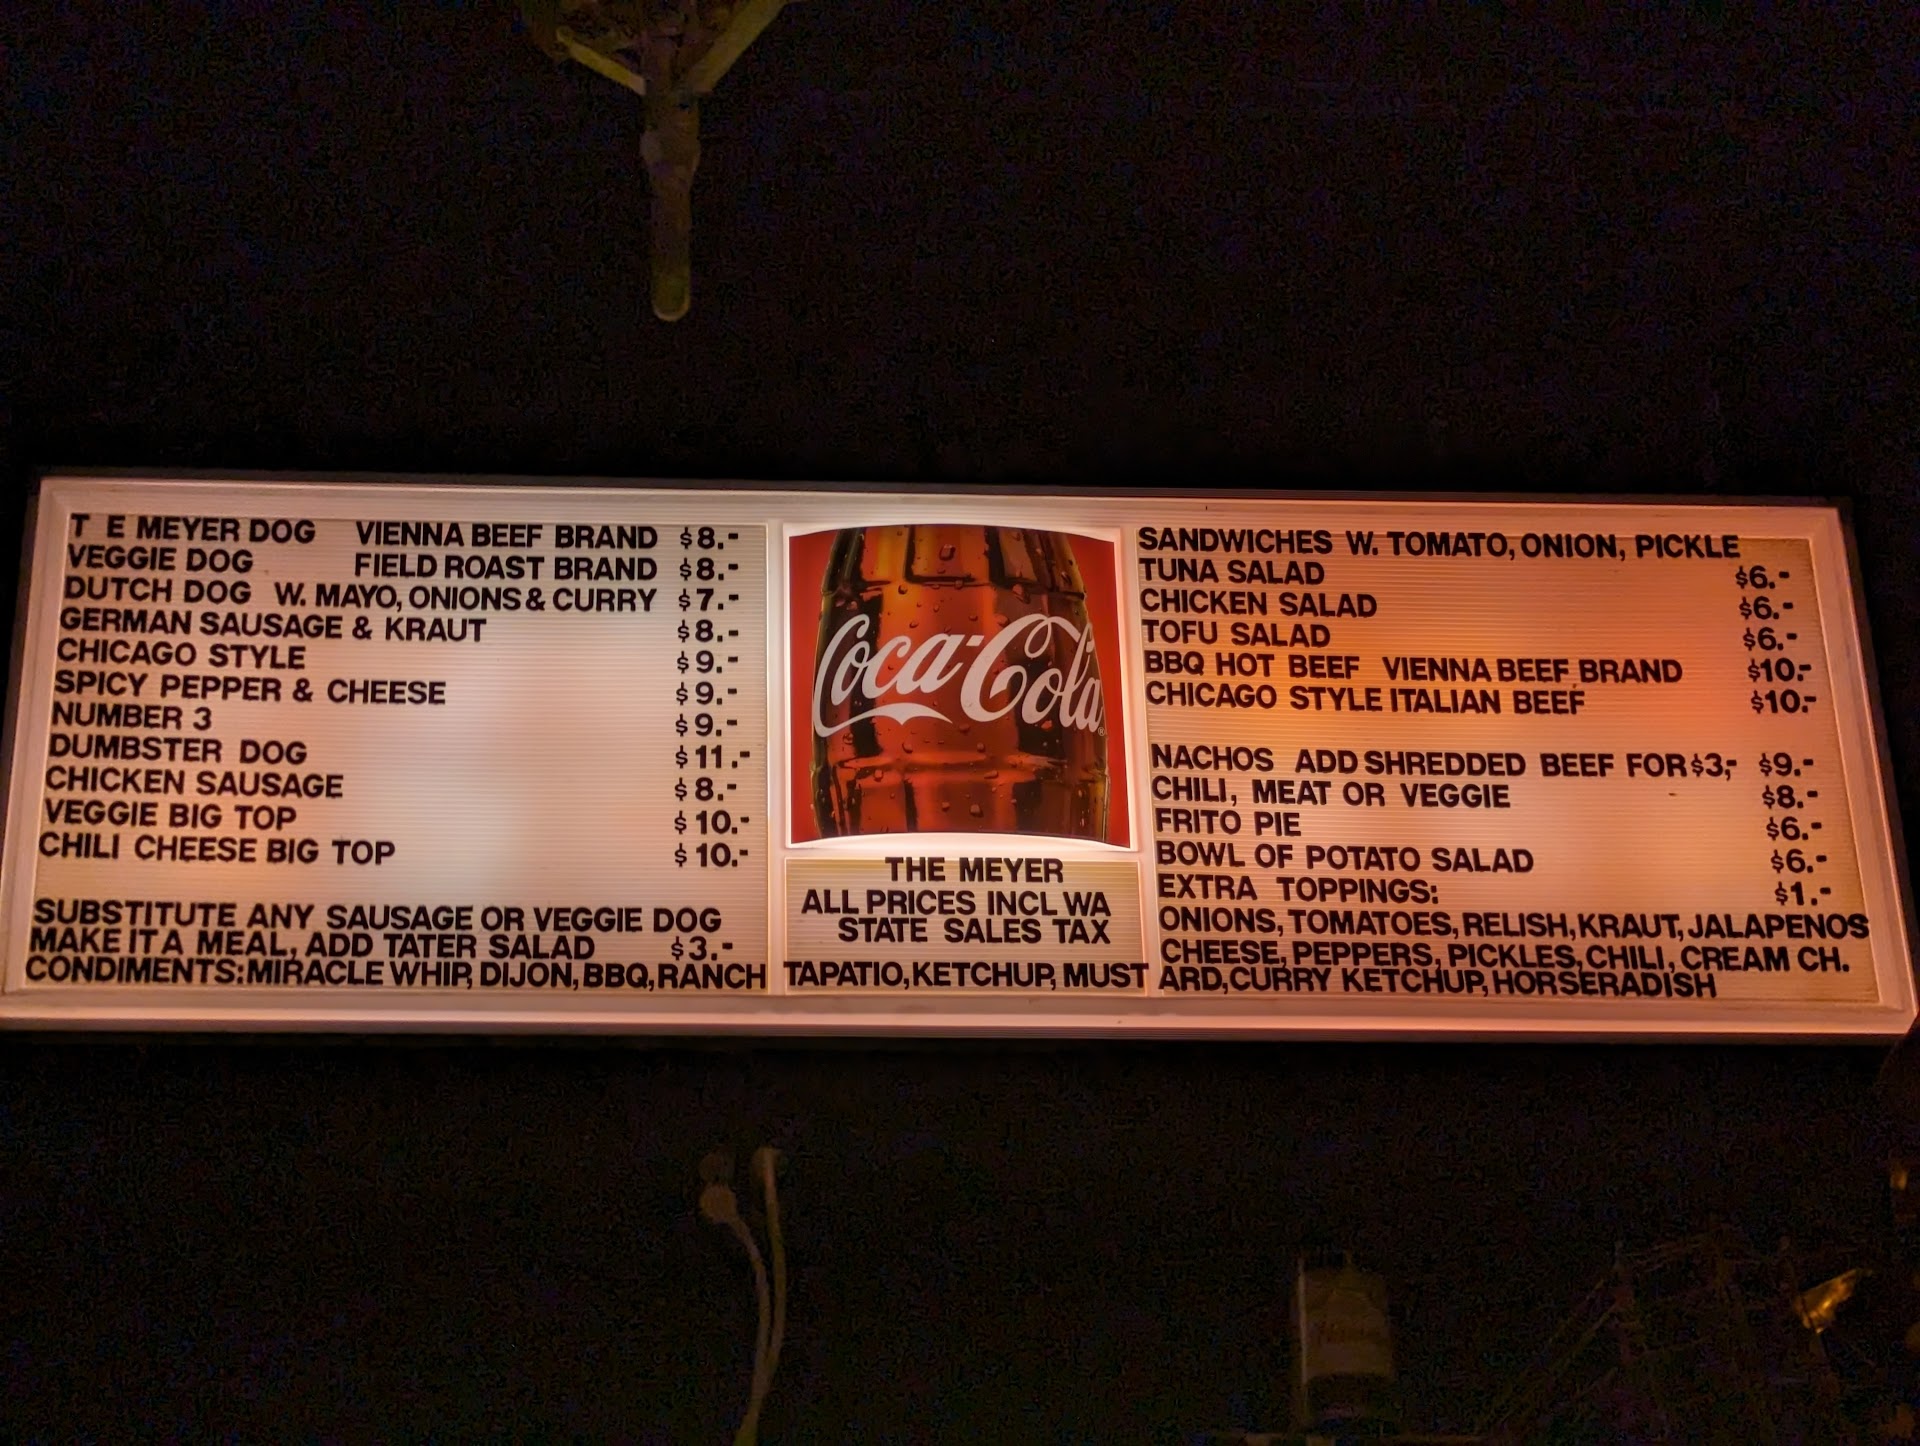 T E MEYER DOG VIENNA BEEF BRAND $8.-
VEGGIE DOG FIELD ROAST BRAND $8.-
DUTCH DOG W. MAYO, ONIONS & CURRY $7.-
GERMAN SAUSAGE & KRAUT $8.-
CHICAGO STYLE $9.-
SPICY PEPPER & CHEESE $9.-
NUMBER 3 $9.-
DUMBSTER DOG $11.-
CHICKEN SAUSAGE $8.-
VEGGIE BIG TOP $10.-
CHILI CHEESE BIG TOP $10.-
SUBSTITUTE ANY SAUSAGE OR VEGGIE DOG
MAKE IT A MEAL, ADD TATER SALAD $3.-
CONDIMENTS: MIRACLE WHIP, DIJON, BBQ, RANCH
Coca-Cola
THE MEYER
ALL PRICES INCL WA
STATE SALES TAX
TAPATIO, KETCHUP, MUST
SANDWICHES W. TOMATO, ONION, PICKLE
TUNA SALAD $6.-
CHICKEN SALAD $6.-
TOFU SALAD $6.-
BBQ HOT BEEF VIENNA BEEF BRAND $10.-
CHICAGO STYLE ITALIAN BEEF $10.-
NACHOS ADD SHREDDED BEEF FOR $3,- $9.-
CHILI, MEAT OR VEGGIE $8.-
FRITO PIE $6.-
BOWL OF POTATO SALAD $6.-
EXTRA TOPPINGS: $1.-
ONIONS, TOMATOES, RELISH, KRAUT, JALAPENOS
CHEESE, PEPPERS, PICKLES, CHILI, CREAM CH.
ARD, CURRY KETCHUP, HORSERADISH